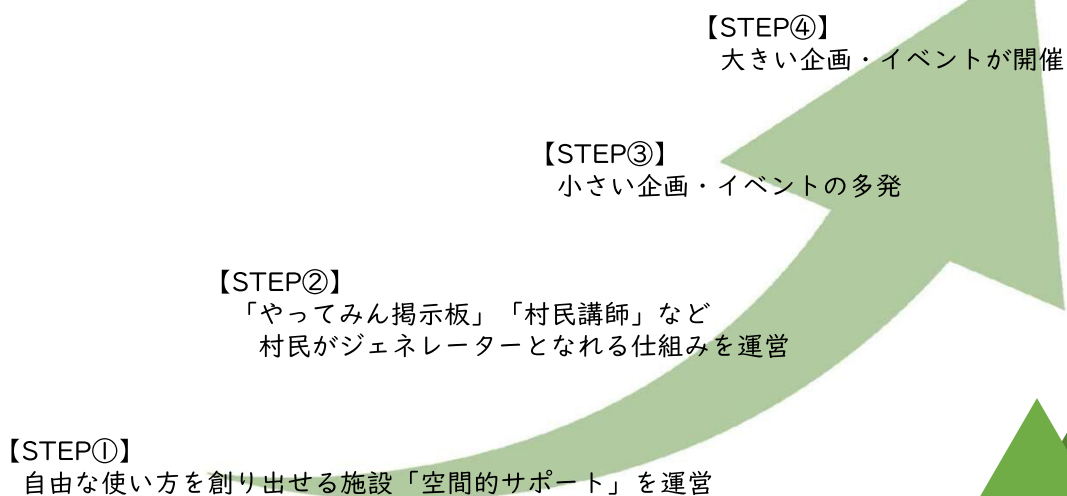 【STEP④】
大きい企画・イベントが開催
【STEP③】
小さい企画・イベントの多発
【STEP②】
「やってみん掲示板」「村民講師」など
村民がジェネレーターとなれる仕組みを運営
【STEP①】
自由な使い方を創り出せる施設「空間的サポート」を運営